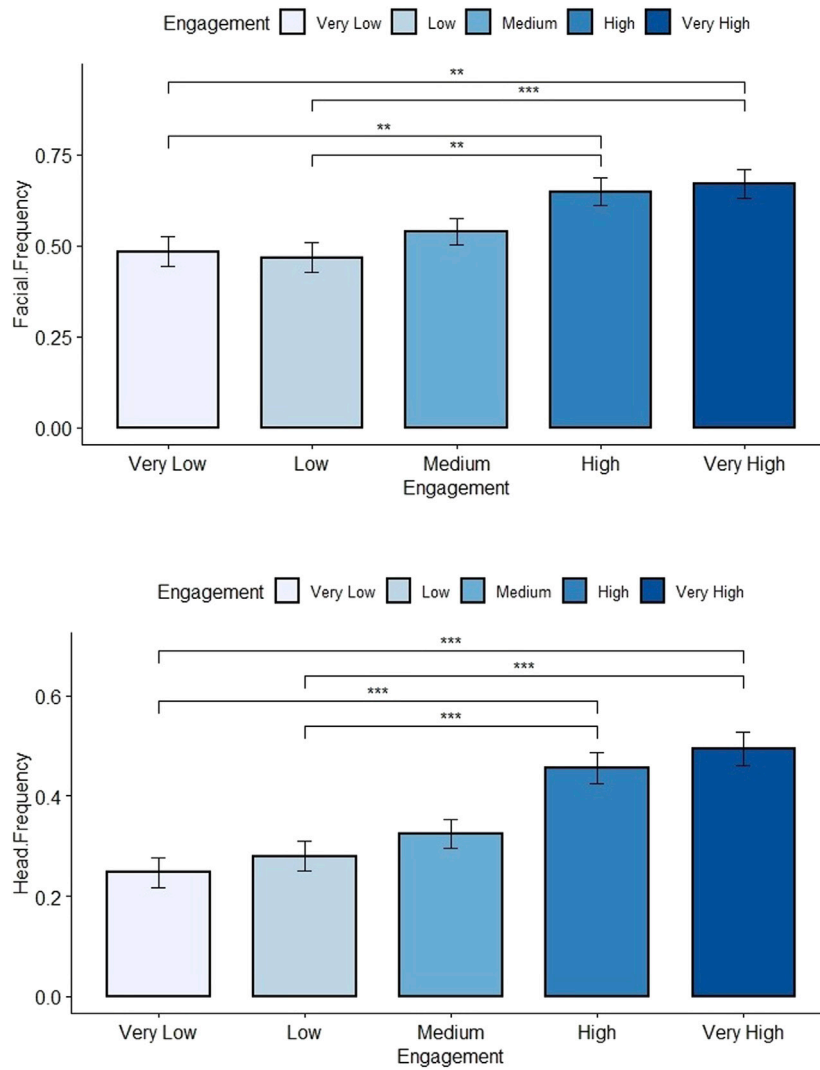 Engagement Very Low Low Medium High Very High
**
***
**
**
0.75
0.50
0.25
0.00
Facial.Frequency
Very Low Low Medium High Very High
Engagement
Engagement Very Low Low Medium High Very High
***
***
***
***
0.6
0.4
0.2
0.0
Head.Frequency
Very Low Low Medium High Very High
Engagement